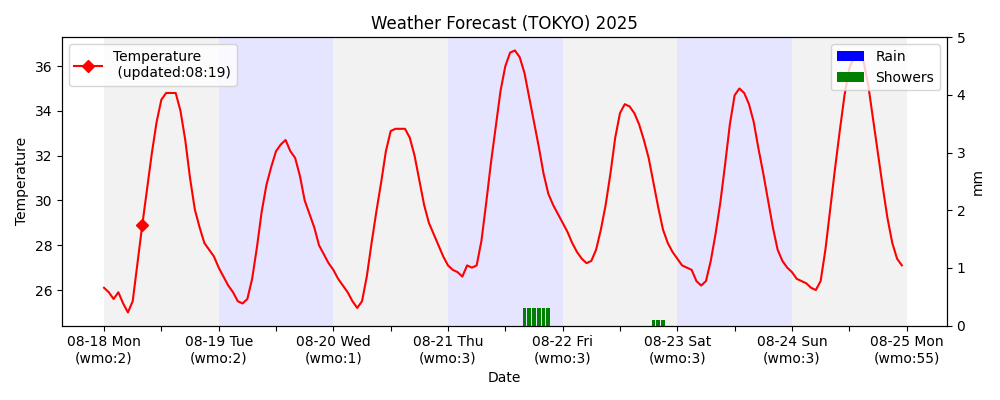 Weather Forecast (TOKYO) 2025
Temperature
(updated:08:19)
Rain
Showers
Temperature
36
34
32
30
28
26
5
4
3
2
1
0
mm
08-18 Mon
(wmo:2)
08-19 Tue
(wmo:2)
08-20 Wed
(wmo:1)
08-21 Thu
(wmo:3)
08-22 Fri
(wmo:3)
08-23 Sat
(wmo:3)
08-24 Sun
(wmo:3)
08-25 Mon
(wmo:55)
Date